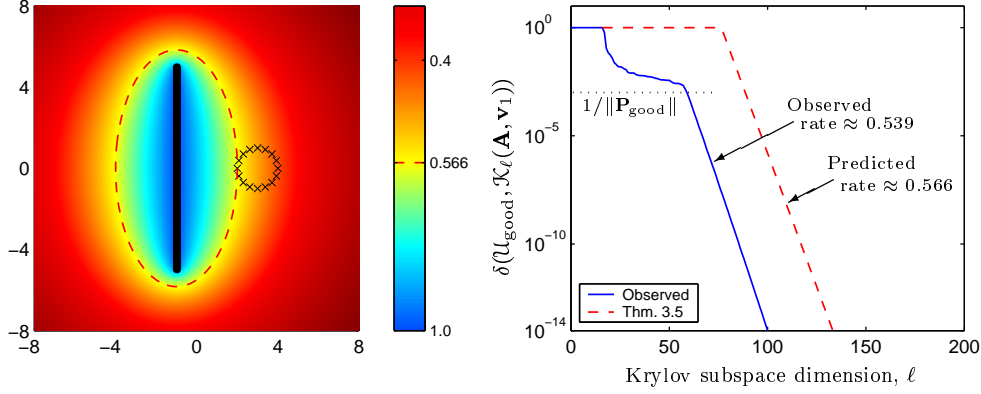 8
4
0
−4
−8
−8
−4
0
4
8
0.4
0.566
1.0
δ(𝒰good, 𝒦ℓ(A, v1))
10^0
10^−5
10^−10
10^−14
1/‖Pgood‖
Observed
rate ≈ 0.539
Predicted
rate ≈ 0.566
Observed
Thm. 3.5
0
50
100
150
200
Krylov subspace dimension, ℓ